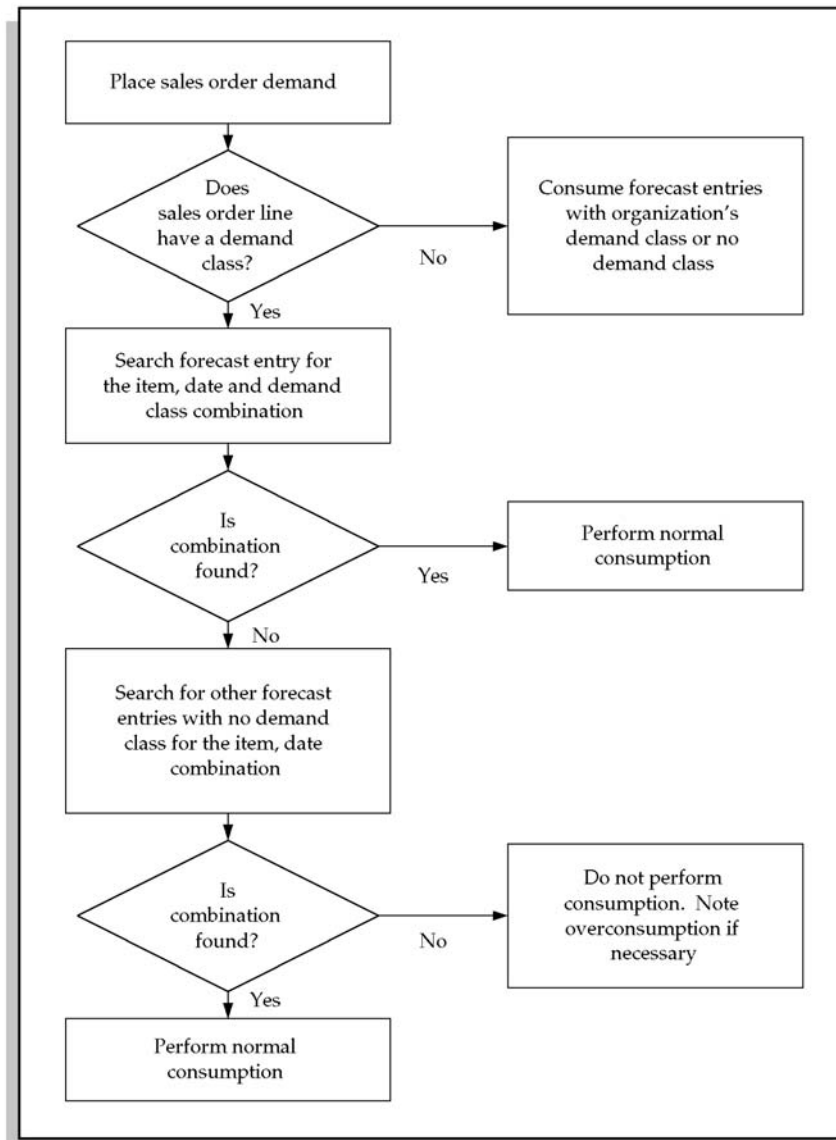 Place sales order demand
Does
sales order line
have a demand
class?
No
Consume forecast entries
with organization's
demand class or no
demand class
Yes
Search forecast entry for
the item, date and demand
class combination
Is
combination
found?
Yes
Perform normal
consumption
No
Search for other forecast
entries with no demand
class for the item, date
combination
Is
combination
found?
No
Do not perform
consumption. Note
overconsumption if
necessary
Yes
Perform normal
consumption